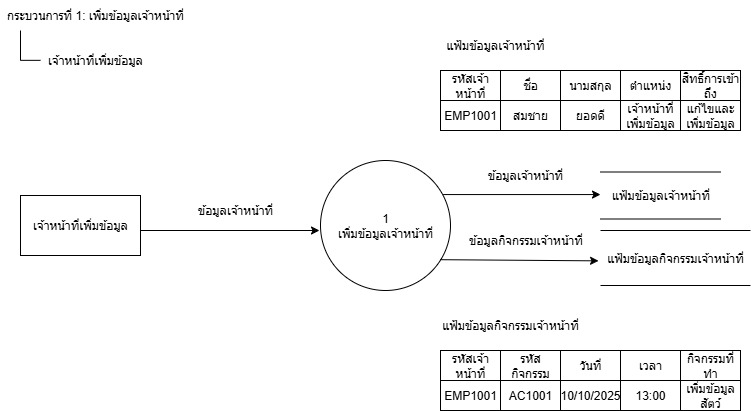 กระบวนการที่ 1: เพิ่มข้อมูลเจ้าหน้าที่
เจ้าหน้าที่เพิ่มข้อมูล
แฟ้มข้อมูลเจ้าหน้าที่
รหัสเจ้า
หน้าที่
ชื่อ
นามสกุล
ตำแหน่ง
สิทธิ์การเข้า
ถึง
EMP1001
สมชาย
ยอดดี
เจ้าหน้าที่
เพิ่มข้อมูล
แก้ไขและ
เพิ่มข้อมูล
เจ้าหน้าที่เพิ่มข้อมูล
ข้อมูลเจ้าหน้าที่
1
เพิ่มข้อมูลเจ้าหน้าที่
ข้อมูลเจ้าหน้าที่
แฟ้มข้อมูลเจ้าหน้าที่
ข้อมูลกิจกรรมเจ้าหน้าที่
แฟ้มข้อมูลกิจกรรมเจ้าหน้าที่
แฟ้มข้อมูลกิจกรรมเจ้าหน้าที่
รหัสเจ้า
หน้าที่
รหัส
กิจกรรม
วันที่
เวลา
กิจกรรมที่
ทำ
EMP1001
AC1001
10/10/2025
13:00
เพิ่มข้อมูล
สัตว์